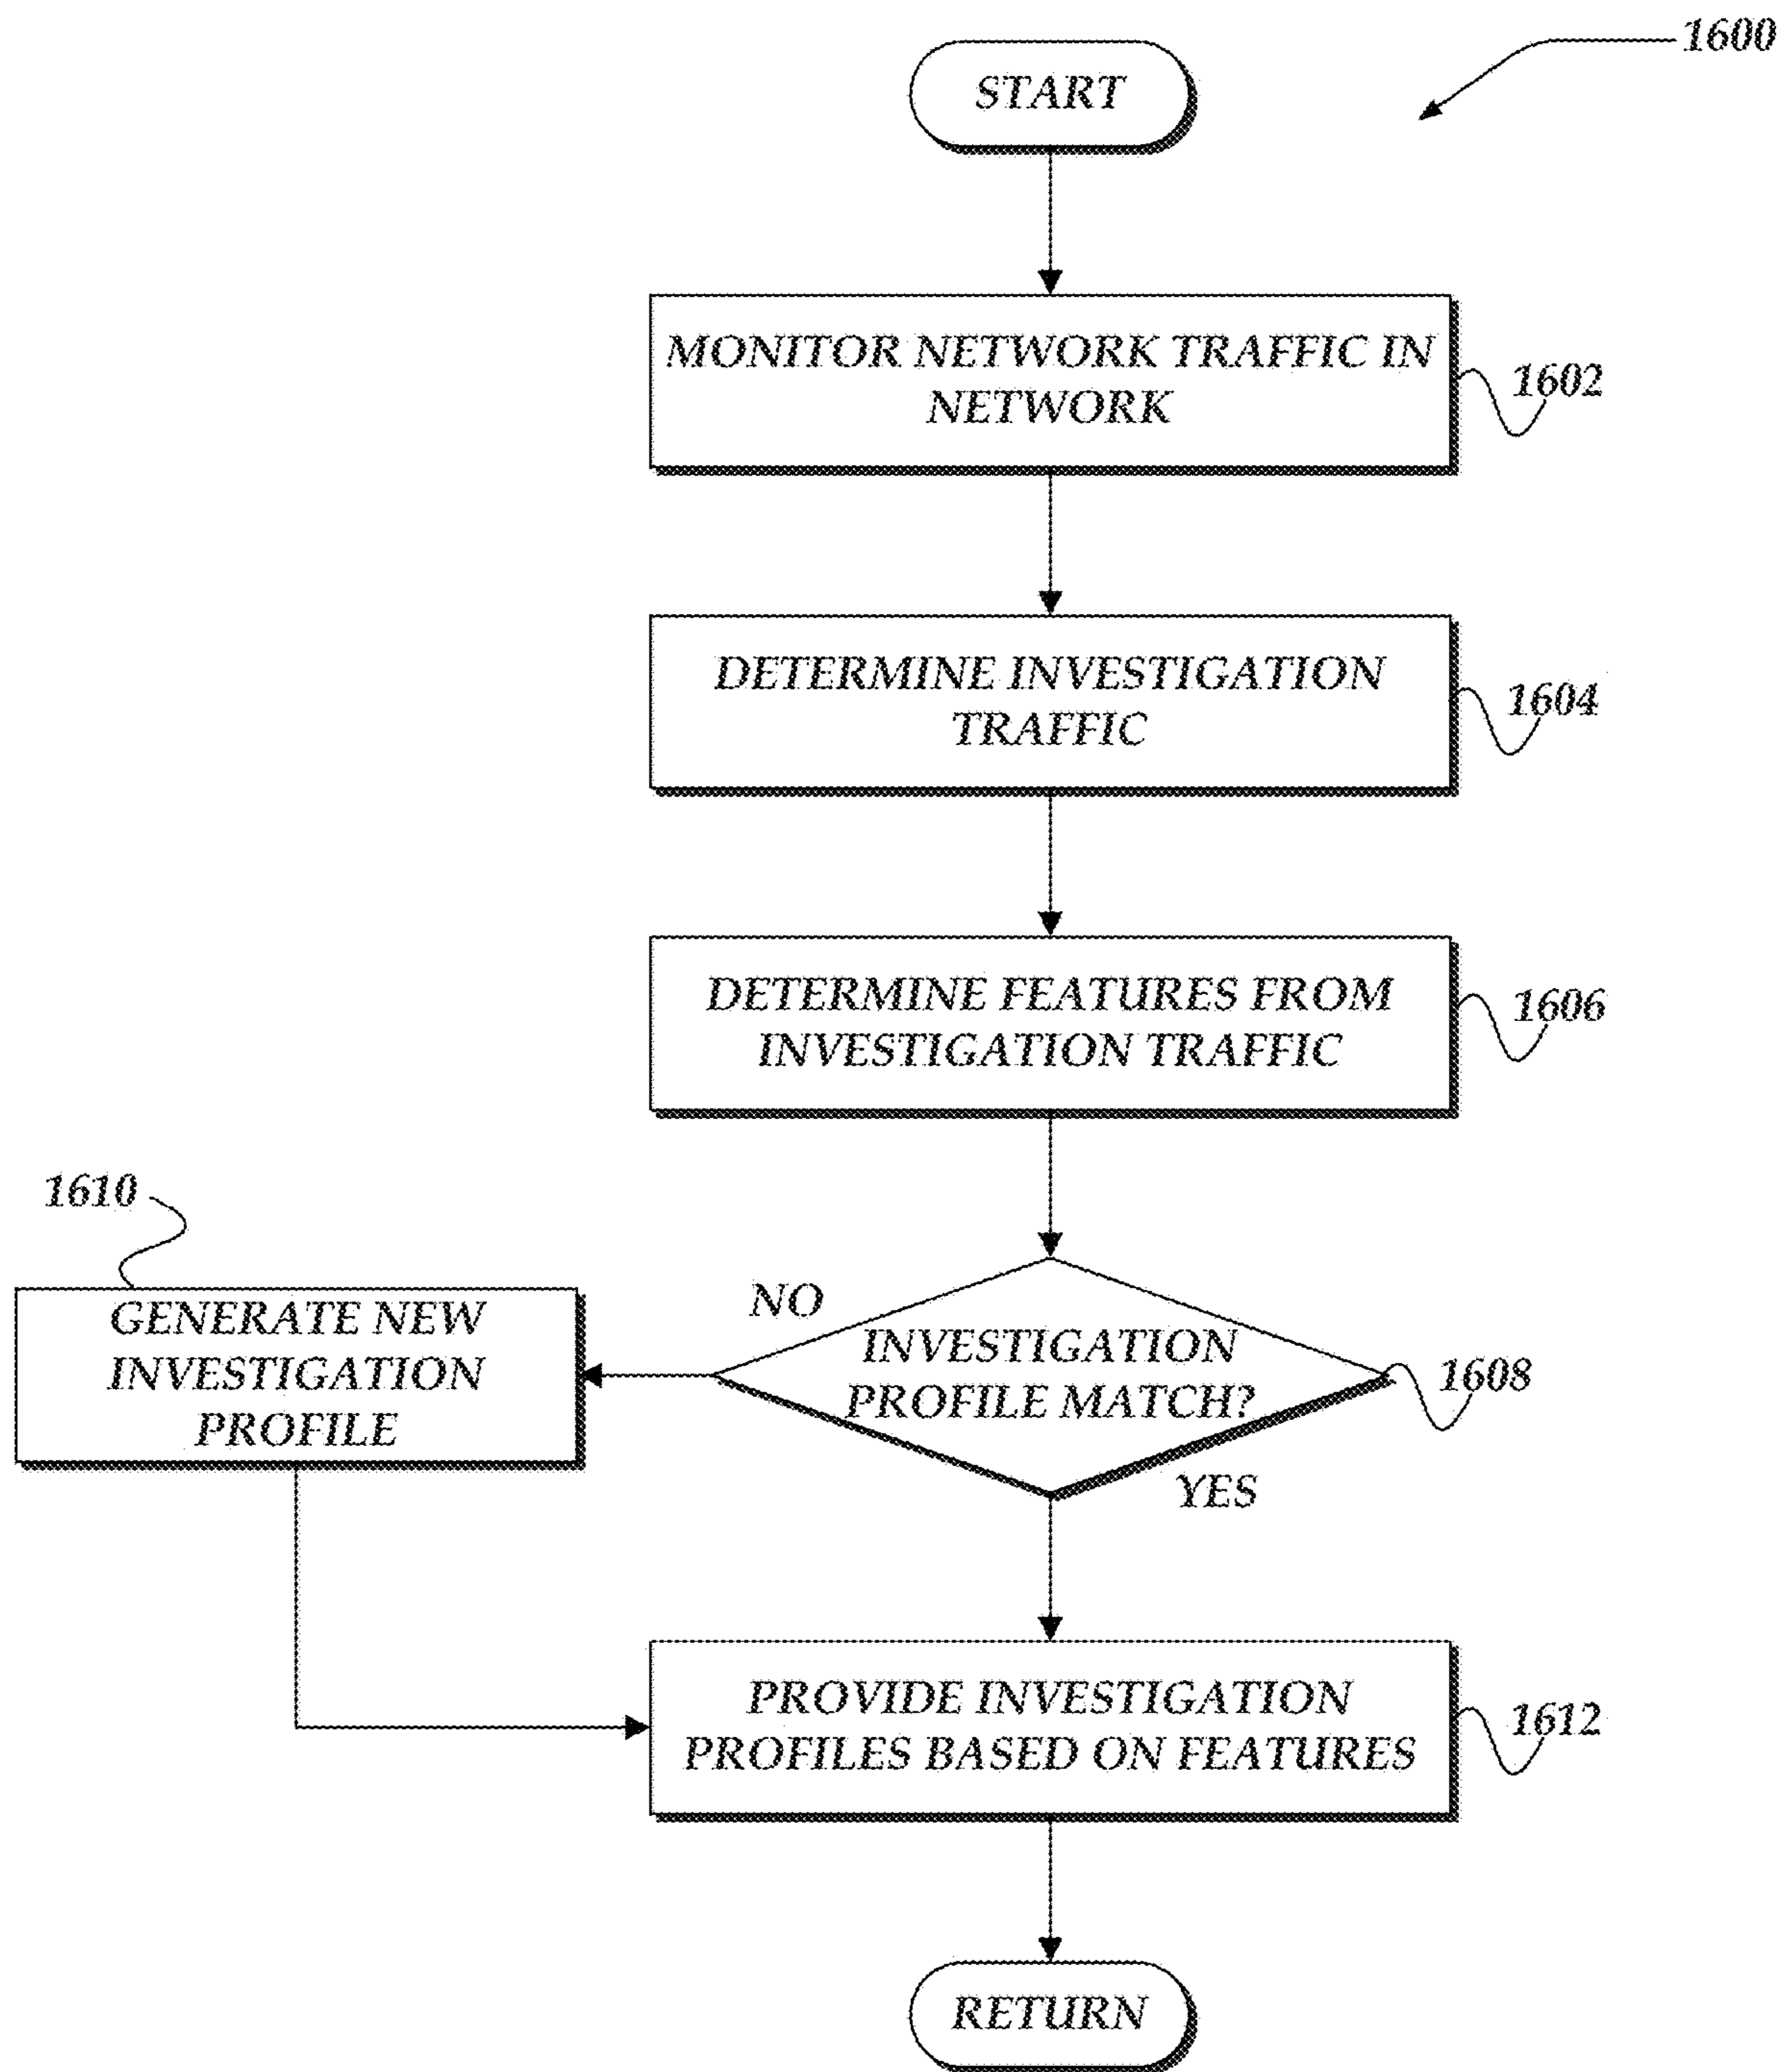 1600
START
MONITOR NETWORK TRAFFIC IN
NETWORK
1602
DETERMINE INVESTIGATION
TRAFFIC
1604
DETERMINE FEATURES FROM
INVESTIGATION TRAFFIC
1606
1610
GENERATE NEW
INVESTIGATION
PROFILE
NO
INVESTIGATION
PROFILE MATCH?
1608
YES
PROVIDE INVESTIGATION
PROFILES BASED ON FEATURES
1612
RETURN